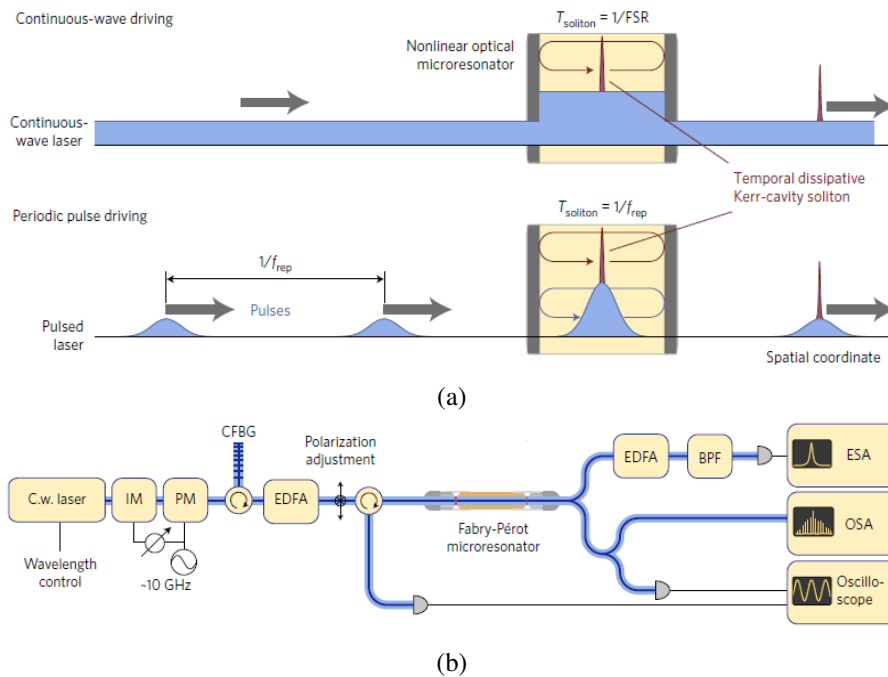 Continuous-wave driving
T_soliton = 1/FSR
Nonlinear optical
microresonator
Continuous-
wave laser
Temporal dissipative
Kerr-cavity soliton
Periodic pulse driving
T_soliton = 1/f_rep
1/f_rep
Pulses
Pulsed
laser
Spatial coordinate
(a)
CFBG
Polarization
adjustment
C.w. laser
IM
PM
EDFA
EDFA
BPF
ESA
OSA
Oscillo-
scope
Fabry-Pérot
microresonator
Wavelength
control
~10 GHz
(b)